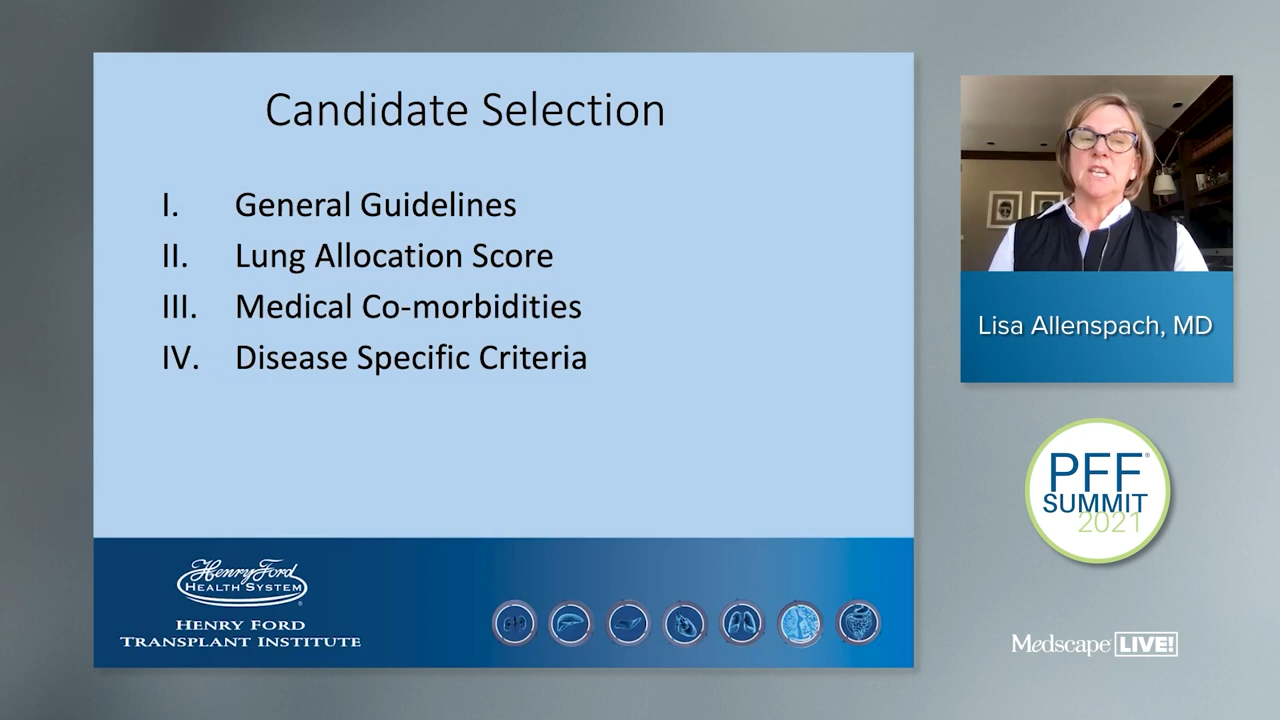 Candidate Selection
I. General Guidelines
II. Lung Allocation Score
III. Medical Co-morbidities
IV. Disease Specific Criteria
Henry Ford
HEALTH SYSTEM®
HENRY FORD
TRANSPLANT INSTITUTE
Lisa Allenspach, MD
PFF®
SUMMIT
2021
Medscape LIVE!